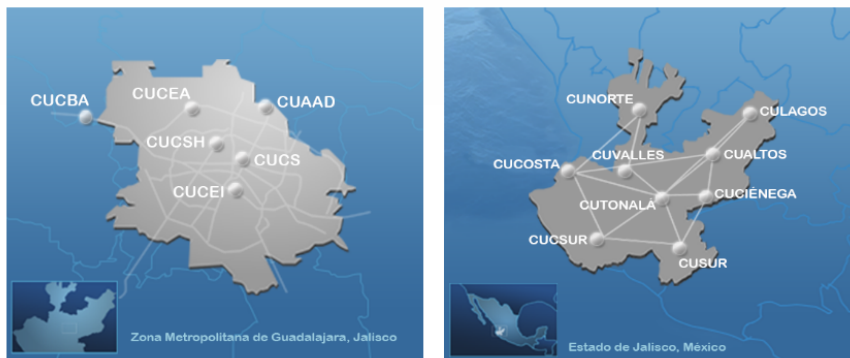 CUCBA
CUCEA
CUAAD
CUCSH
CUCS
CUCEI
Zona Metropolitana de Guadalajara, Jalisco
CUNORTE
CULAGOS
CUCOSTA
CUVALLES
CUALTOS
CUCIÉNEGA
CUTONALÁ
CUCSUR
CUSUR
Estado de Jalisco, México